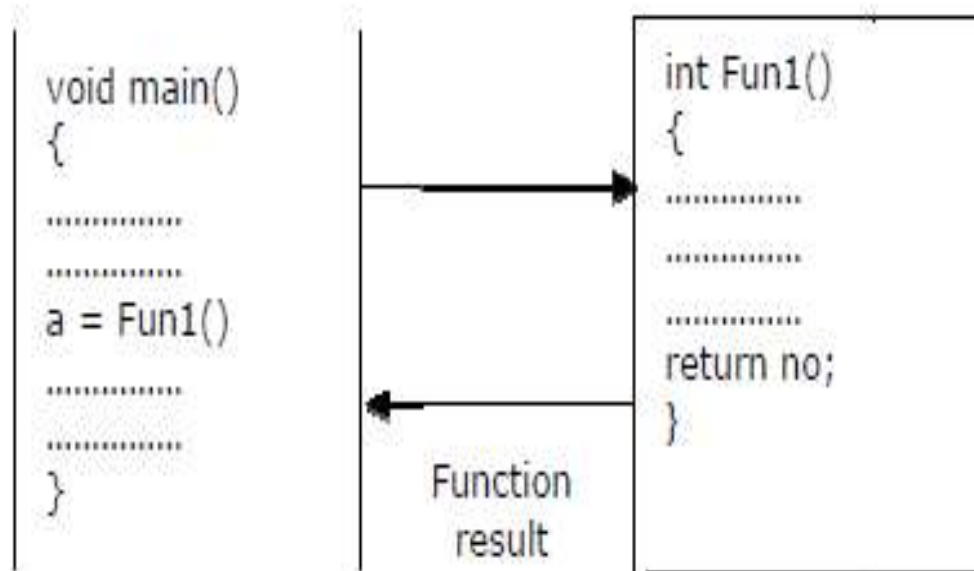 void main()
{
...............
...............
a = Fun1()
...............
...............
}
Function
result
int Fun1()
{
...............
...............
...............
return no;
}